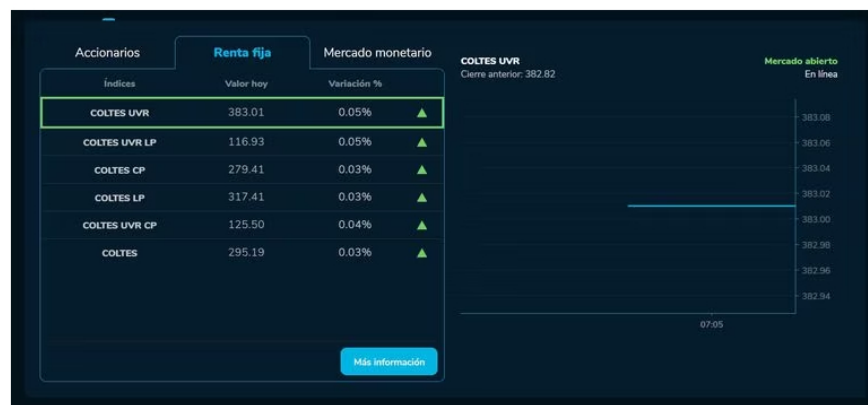 Accionarios Renta fija Mercado monetario
Índices Valor hoy Variación %
COLTES UVR 383.01 0.05%
COLTES UVR LP 116.93 0.05%
COLTES CP 279.41 0.03%
COLTES LP 317.41 0.03%
COLTES UVR CP 125.50 0.04%
COLTES 295.19 0.03%
Más información
COLTES UVR Mercado abierto
Cierre anterior: 382.82 En línea
383.08
383.06
383.04
383.02
383.00
382.98
382.96
382.94
07:05